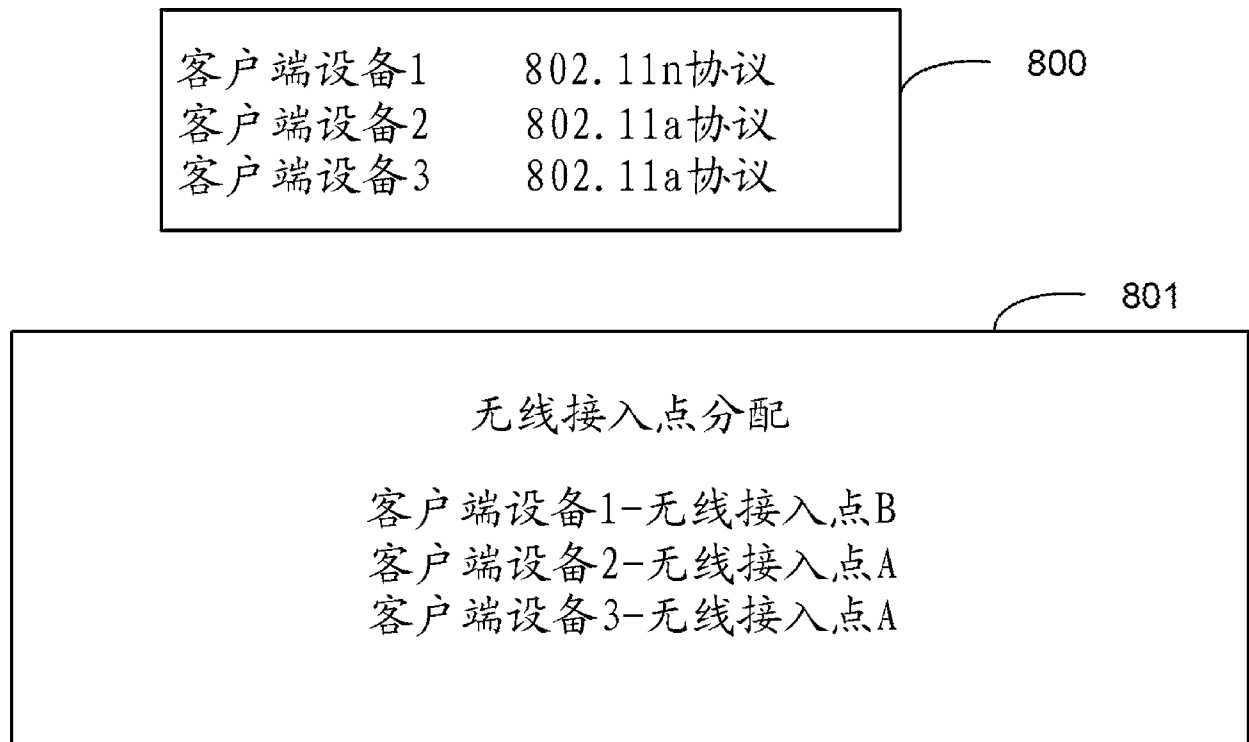 客户端设备1 802.11n协议
客户端设备2 802.11a协议
客户端设备3 802.11a协议
800
801
无线接入点分配
客户端设备1-无线接入点B
客户端设备2-无线接入点A
客户端设备3-无线接入点A